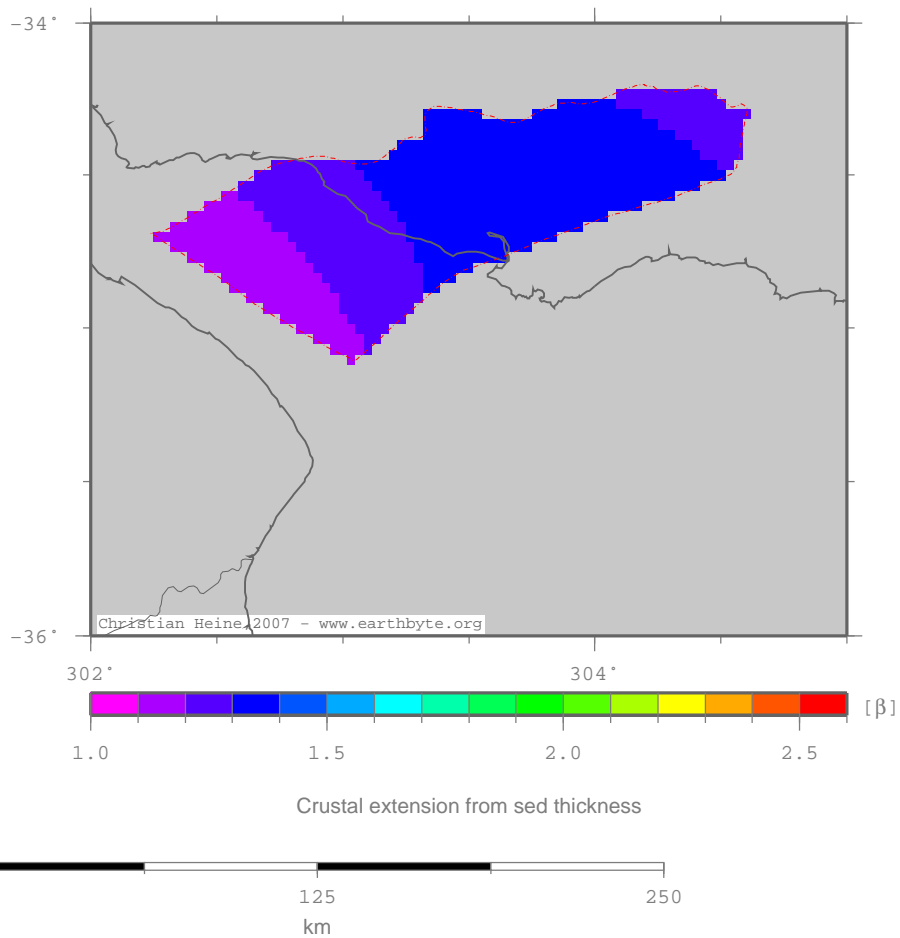 −34°
−36°
Christian Heine 2007 − www.earthbyte.org
302° 304°
[β]
1.0 1.5 2.0 2.5
Crustal extension from sed thickness
125 250
km